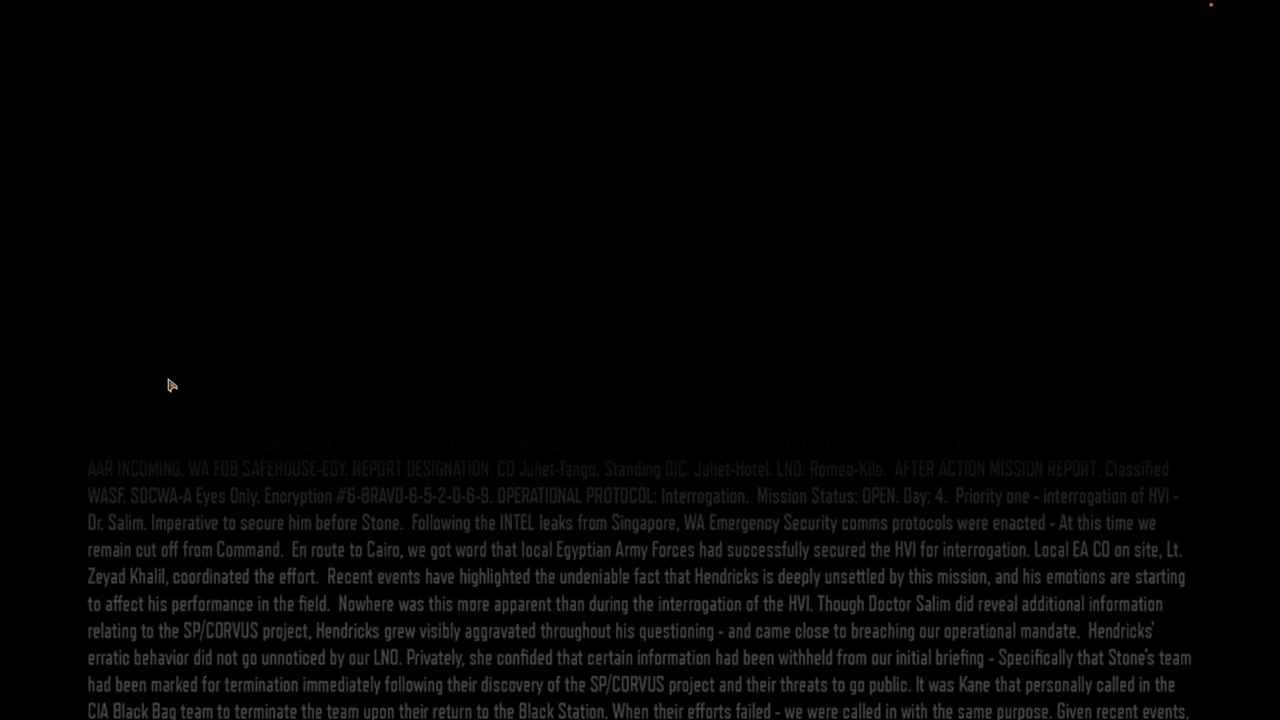 AAR INCOMING. WA FOB SAFEHOUSE-EGY. REPORT DESIGNATION: CO Juliet-Tango. Standing OIC: Juliet-Hotel. LNO: Romeo-Kilo.  AFTER ACTION MISSION REPORT: Classified
WASF. SOCWA-A Eyes Only. Encryption #6-BRAVO-6-5-2-0-6-9. OPERATIONAL PROTOCOL: Interrogation.  Mission Status: OPEN. Day: 4.  Priority one - interrogation of HVI -
Dr. Salim. Imperative to secure him before Stone.  Following the INTEL leaks from Singapore, WA Emergency Security comms protocols were enacted - At this time we
remain cut off from Command.  En route to Cairo, we got word that local Egyptian Army Forces had successfully secured the HVI for interrogation. Local EA CO on site, Lt.
Zeyad Khalil, coordinated the effort.  Recent events have highlighted the undeniable fact that Hendricks is deeply unsettled by this mission, and his emotions are starting
to affect his performance in the field.  Nowhere was this more apparent than during the interrogation of the HVI. Though Doctor Salim did reveal additional information
relating to the SP/CORVUS project, Hendricks grew visibly aggravated throughout his questioning - and came close to breaching our operational mandate.  Hendricks'
erratic behavior did not go unnoticed by our LNO. Privately, she confided that certain information had been withheld from our initial briefing - Specifically that Stone's team
had been marked for termination immediately following their discovery of the SP/CORVUS project and their threats to go public. It was Kane that personally called in the
CIA Black Bag team to terminate the team upon their return to the Black Station. When their efforts failed - we were called in with the same purpose. Given recent events,